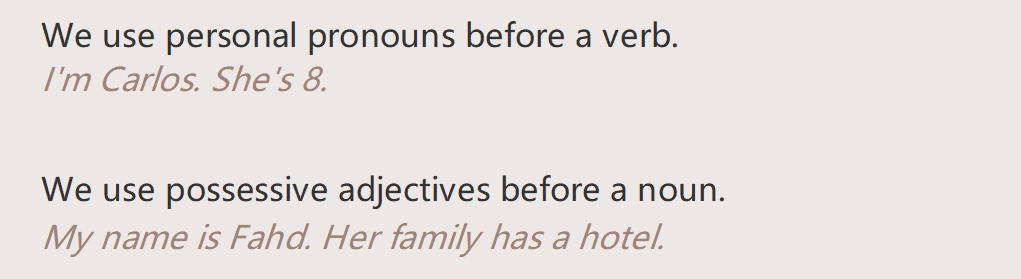 We use personal pronouns before a verb.
I'm Carlos. She's 8.
We use possessive adjectives before a noun.
My name is Fahd. Her family has a hotel.